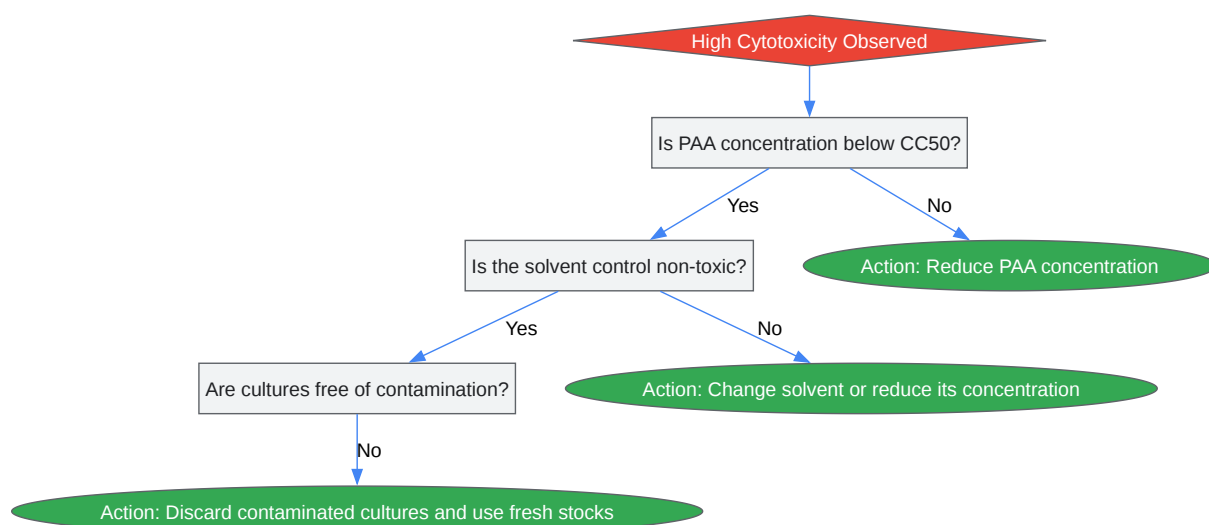 High Cytotoxicity Observed
Is PAA concentration below CC50?
Yes
No
Is the solvent control non-toxic?
Action: Reduce PAA concentration
Yes
No
Are cultures free of contamination?
Action: Change solvent or reduce its concentration
No
Action: Discard contaminated cultures and use fresh stocks